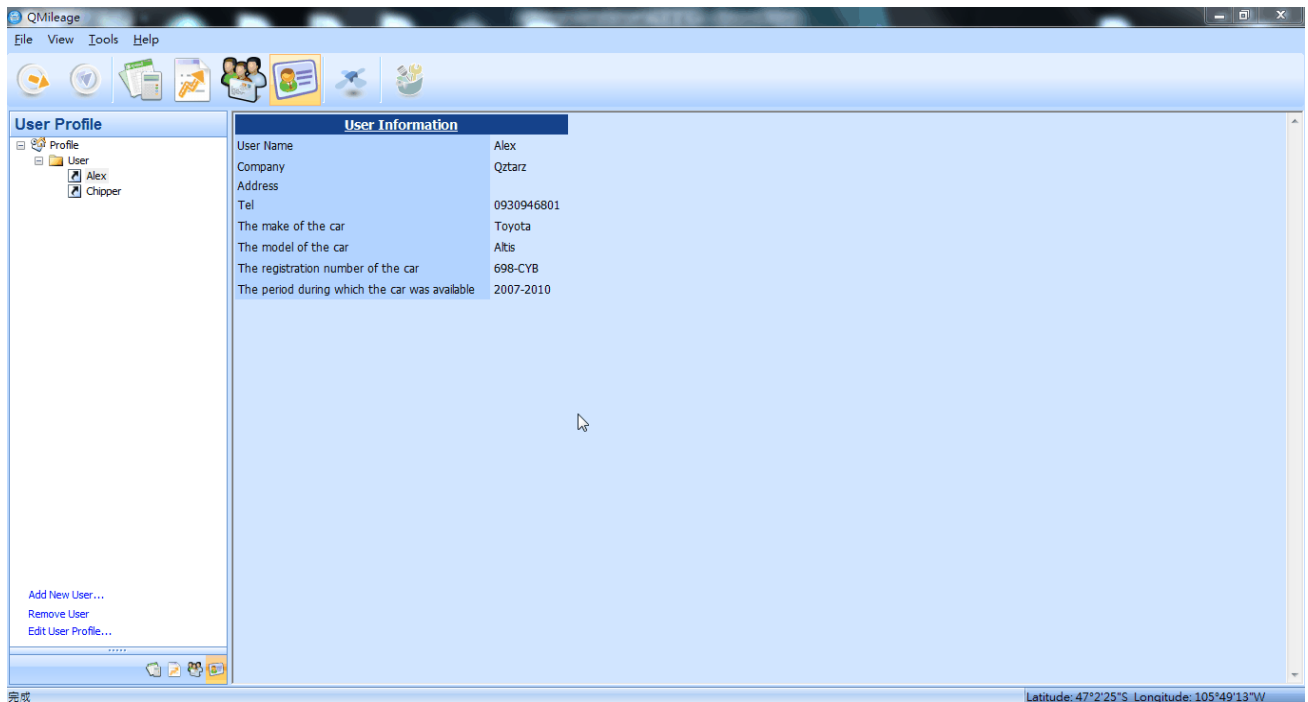 QMileage
File View Tools Help
User Profile
Profile
User
Alex
Chipper
Add New User...
Remove User
Edit User Profile...
User Information
User Name Alex
Company Qztarz
Address
Tel 0930946801
The make of the car Toyota
The model of the car Altis
The registration number of the car 698-CYB
The period during which the car was available 2007-2010
完成
Latitude: 47°2'25"S Longitude: 105°49'13"W